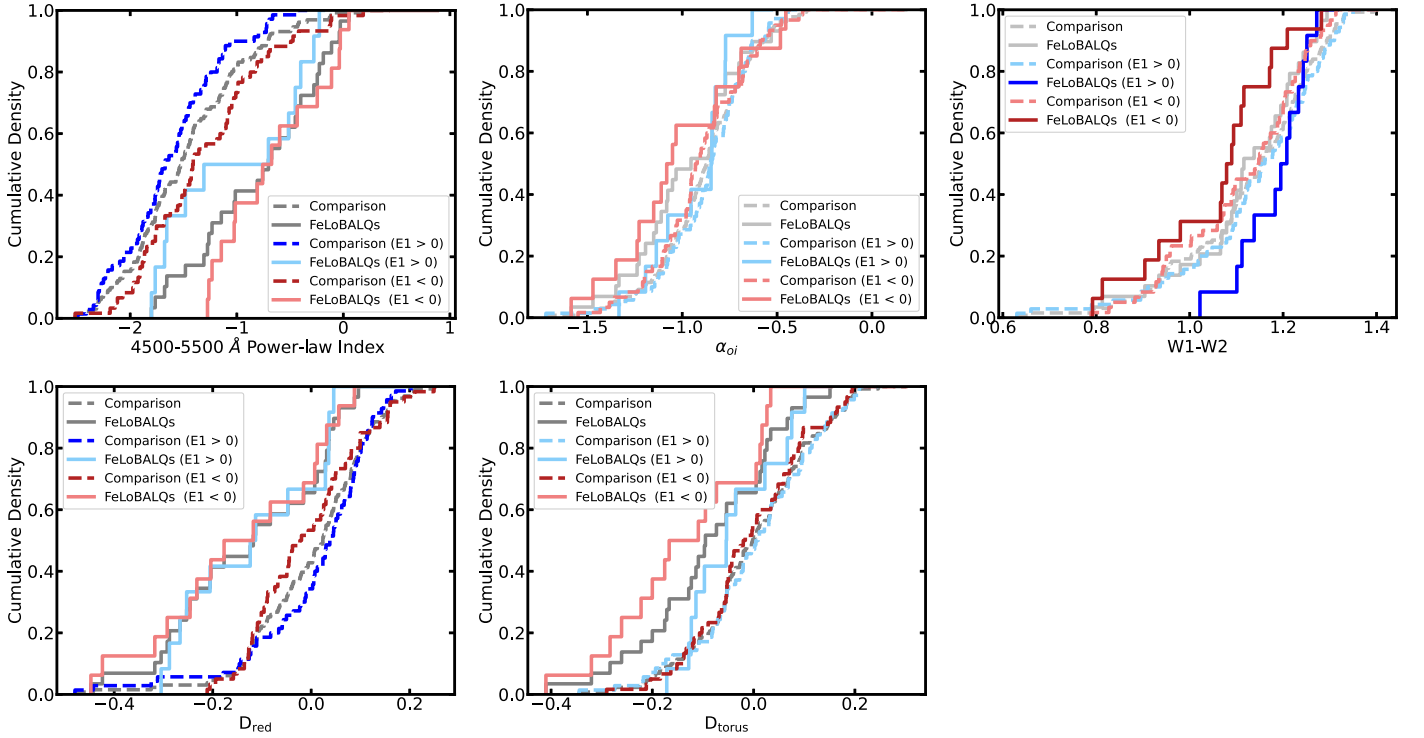 1.0
0.8
0.6
0.4
0.2
0.0
Cumulative Density
Comparison
FeLoBALQs
Comparison (E1 > 0)
FeLoBALQs (E1 > 0)
Comparison (E1 < 0)
FeLoBALQs (E1 < 0)
−2 −1 0 1
4500-5500 Å Power-law Index
1.0
0.8
0.6
0.4
0.2
0.0
Cumulative Density
Comparison
FeLoBALQs
Comparison (E1 > 0)
FeLoBALQs (E1 > 0)
Comparison (E1 < 0)
FeLoBALQs (E1 < 0)
−1.5 −1.0 −0.5 0.0
α_oi
1.0
0.8
0.6
0.4
0.2
0.0
Cumulative Density
Comparison
FeLoBALQs
Comparison (E1 > 0)
FeLoBALQs (E1 > 0)
Comparison (E1 < 0)
FeLoBALQs (E1 < 0)
0.6 0.8 1.0 1.2 1.4
W1-W2
1.0
0.8
0.6
0.4
0.2
0.0
Cumulative Density
Comparison
FeLoBALQs
Comparison (E1 > 0)
FeLoBALQs (E1 > 0)
Comparison (E1 < 0)
FeLoBALQs (E1 < 0)
−0.4 −0.2 0.0 0.2
D_red
1.0
0.8
0.6
0.4
0.2
0.0
Cumulative Density
Comparison
FeLoBALQs
Comparison (E1 > 0)
FeLoBALQs (E1 > 0)
Comparison (E1 < 0)
FeLoBALQs (E1 < 0)
−0.4 −0.2 0.0 0.2
D_torus